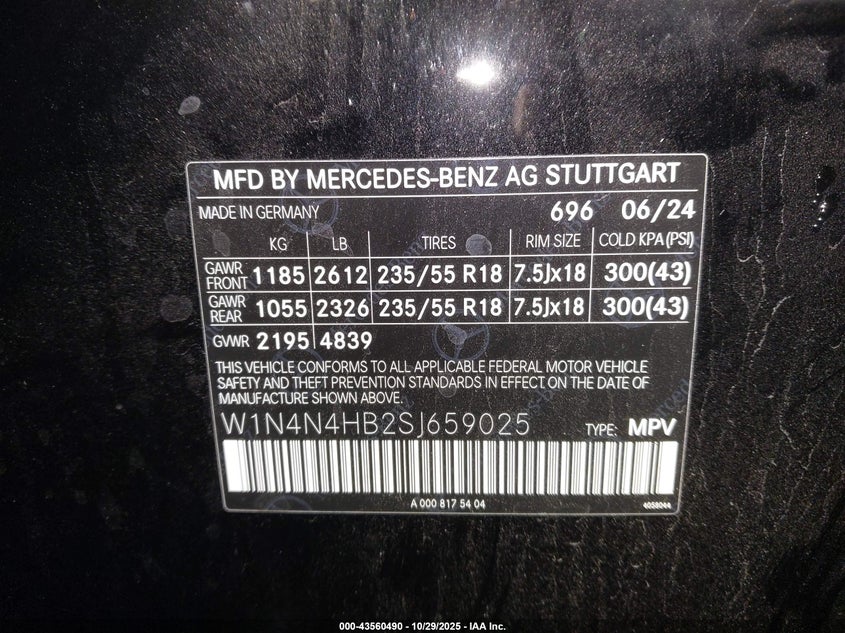 MFD BY MERCEDES-BENZ AG STUTTGART
MADE IN GERMANY 696 06/24
KG LB TIRES RIM SIZE COLD KPA (PSI)
GAWR FRONT 1185 2612 235/55 R18 7.5Jx18 300(43)
GAWR REAR 1055 2326 235/55 R18 7.5Jx18 300(43)
GVWR 2195 4839
THIS VEHICLE CONFORMS TO ALL APPLICABLE FEDERAL MOTOR VEHICLE
SAFETY AND THEFT PREVENTION STANDARDS IN EFFECT ON THE DATE OF
MANUFACTURE SHOWN ABOVE.
W1N4N4HB2SJ659025 TYPE: MPV
A 000 817 54 04 4058044
000-43560490 - 10/29/2025 - IAA Inc.